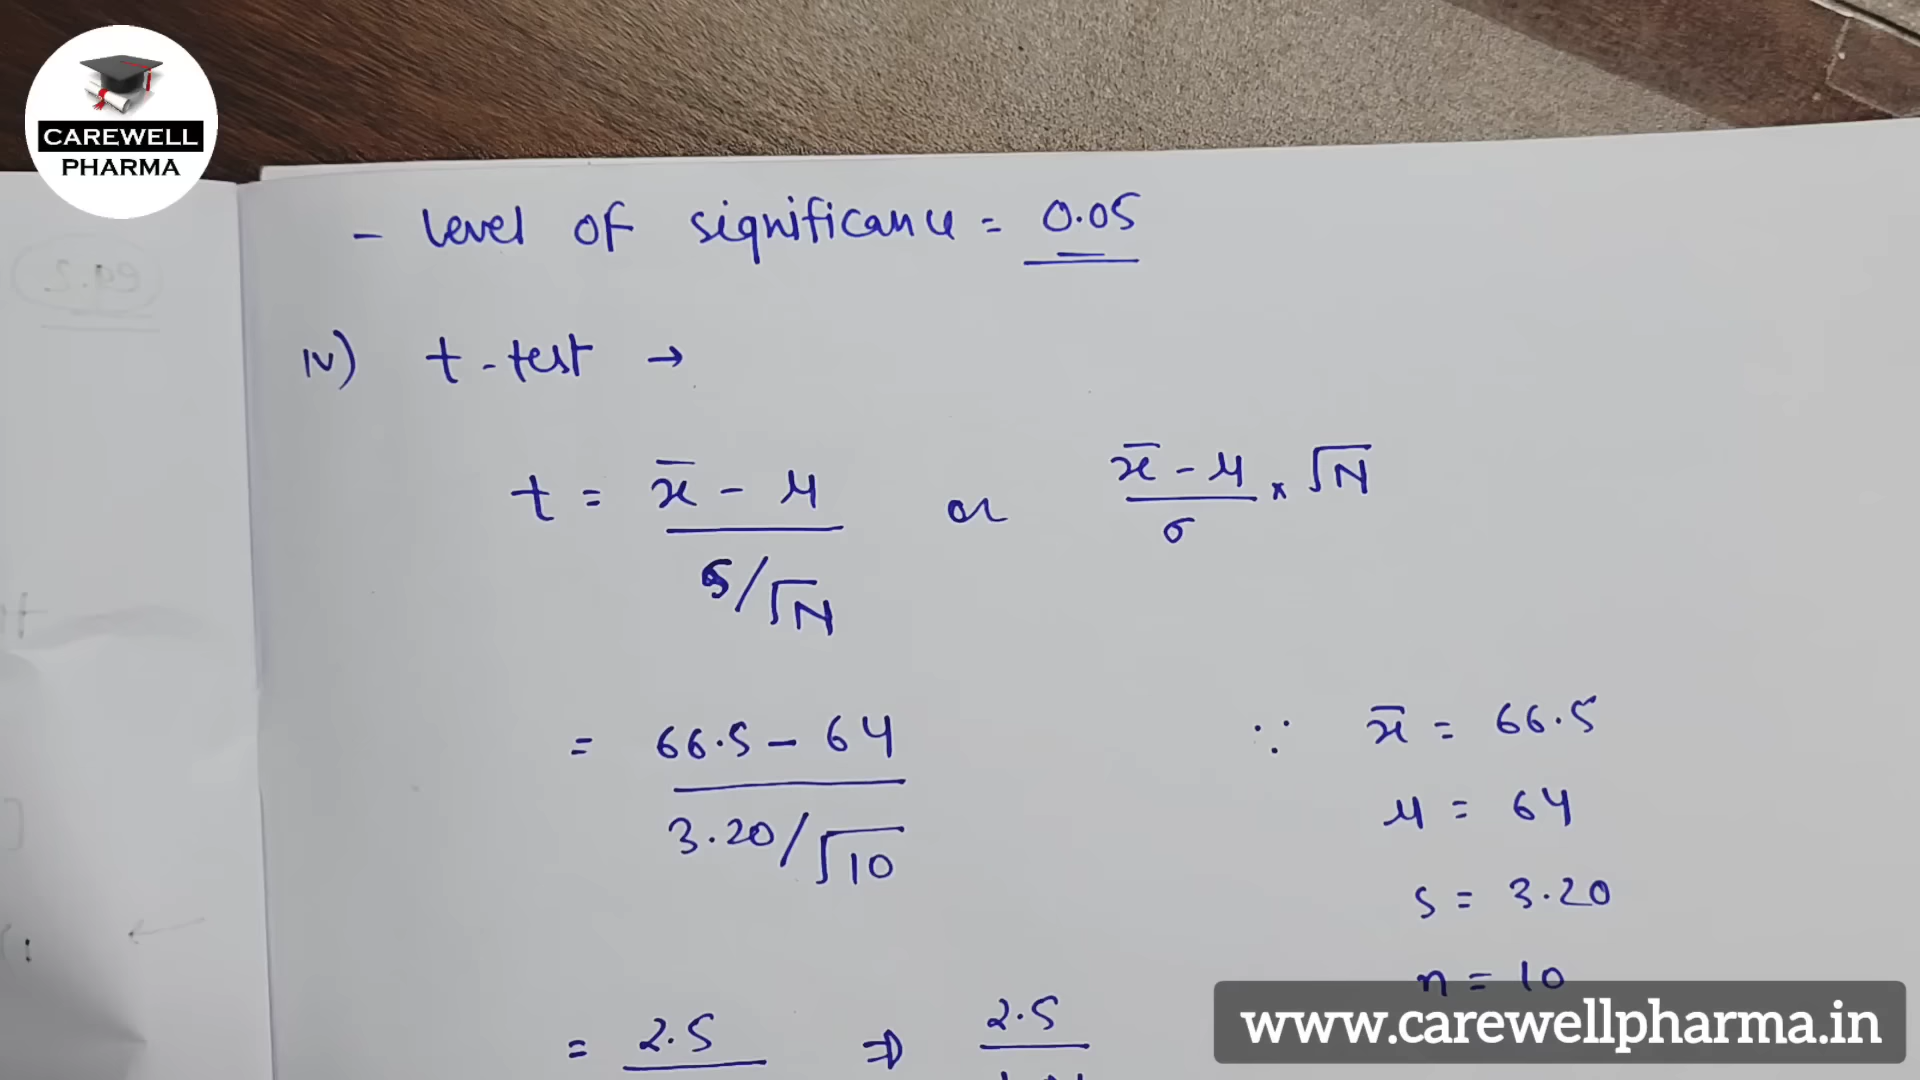 CAREWELL
PHARMA
- level of significance = 0.05
iv) t-test →
t = x̄ - μ / s/√N or x̄ - μ / σ × √N
= 66.5 - 64 / 3.20/√10
∵ x̄ = 66.5
μ = 64
s = 3.20
n = 10
= 2.5 ⇒ 2.5
www.carewellpharma.in